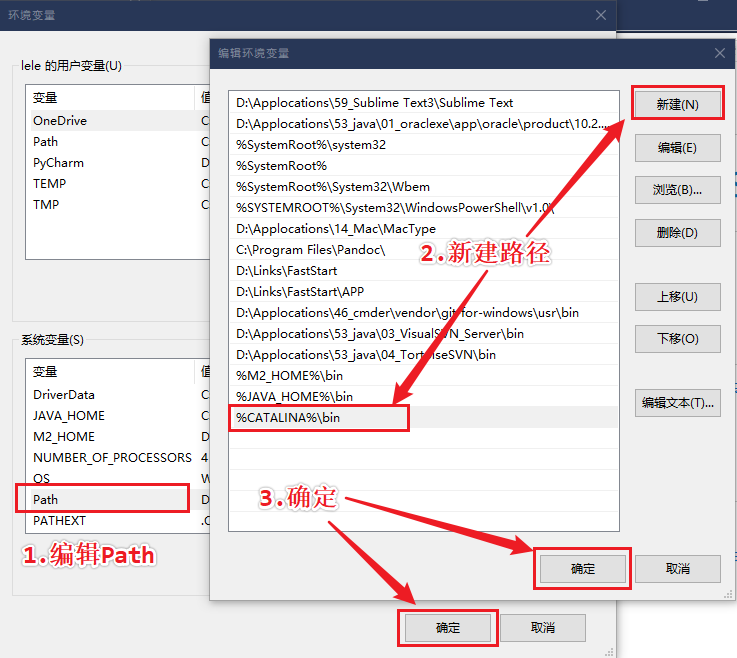 环境变量
lele 的用户变量(U)
变量
值
OneDrive
C
Path
C
PyCharm
D
TEMP
C
TMP
C
系统变量(S)
变量
值
DriverData
C
JAVA_HOME
C
M2_HOME
D
NUMBER_OF_PROCESSORS
4
OS
W
Path
D
PATHEXT
.C
1.编辑Path
编辑环境变量
D:\Applocations\59_Sublime Text3\Sublime Text
D:\Applocations\53_java\01_oraclexe\app\oracle\product\10.2....
%SystemRoot%\system32
%SystemRoot%
%SystemRoot%\System32\Wbem
%SYSTEMROOT%\System32\WindowsPowerShell\v1.0\
D:\Applocations\14_Mac\MacType
C:\Program Files\Pandoc\
D:\Links\FastStart
D:\Links\FastStart\APP
D:\Applocations\46_cmder\vendor\git-for-windows\usr\bin
D:\Applocations\53_java\03_VisualSVN_Server\bin
D:\Applocations\53_java\04_TortoiseSVN\bin
%M2_HOME%\bin
%JAVA_HOME%\bin
%CATALINA%\bin
2.新建路径
3.确定
新建(N)
编辑(E)
浏览(B)...
删除(D)
上移(U)
下移(O)
编辑文本(T)...
确定
取消
确定
取消